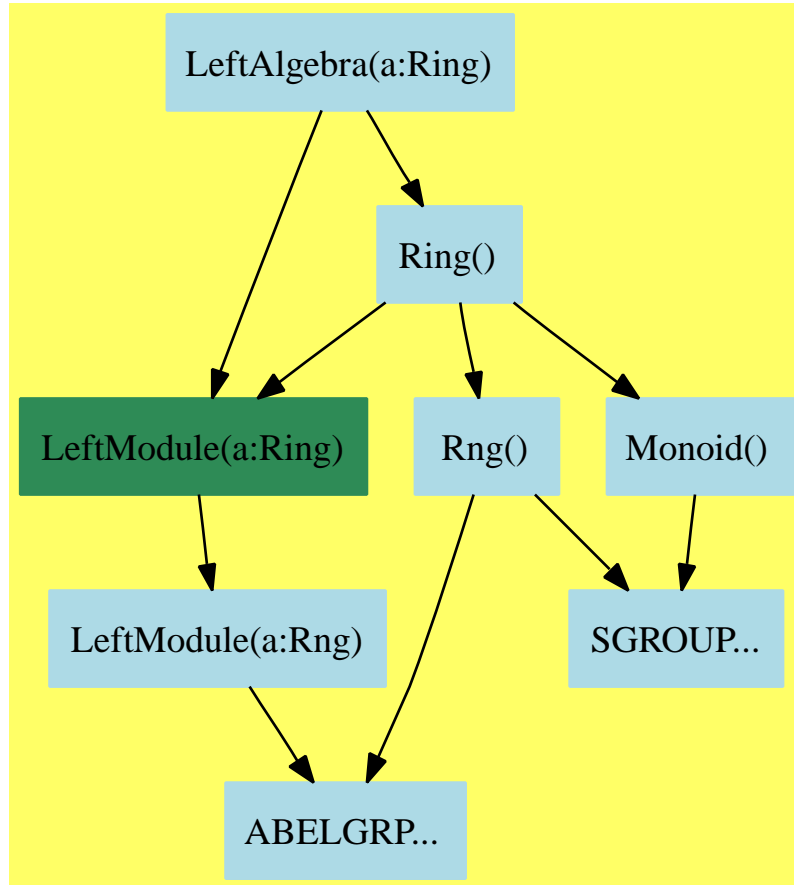 LeftAlgebra(a:Ring)
Ring()
LeftModule(a:Ring)
Rng()
Monoid()
LeftModule(a:Rng)
SGROUP...
ABELGRP...